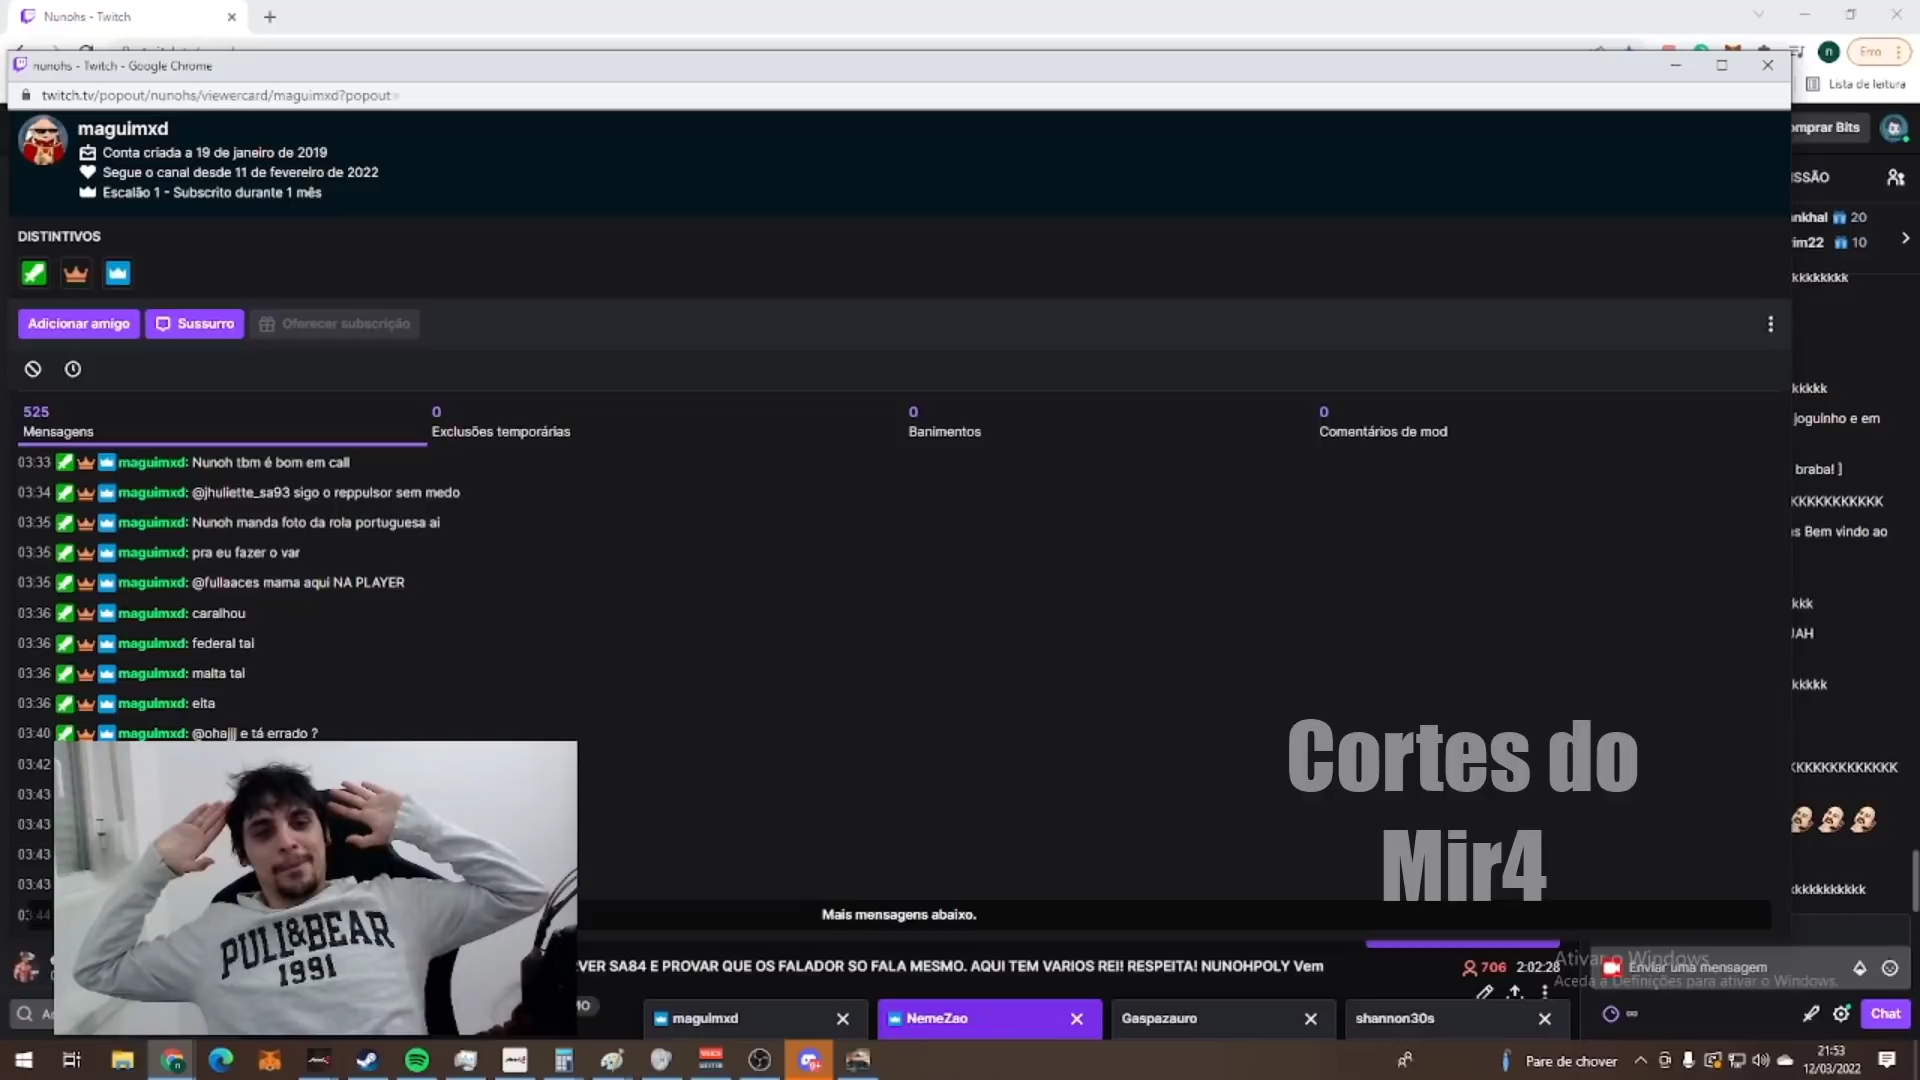 Nunohs - Twitch
nunohs - Twitch - Google Chrome
Erro
twitch.tv/popout/nunohs/viewercard/maguimxd?popout=
Lista de leitura
maguimxd
Conta criada a 19 de janeiro de 2019
Segue o canal desde 11 de fevereiro de 2022
Escalão 1 - Subscrito durante 1 mês
omprar Bits
SSÃO
ankhal 20
im22 10
DISTINTIVOS
kkkkkkkk
Adicionar amigo
Sussurro
Oferecer subscrição
525
Mensagens
0
Exclusões temporárias
0
Banimentos
0
Comentários de mod
03:33 maguimxd: Nunoh tbm é bom em call
03:34 maguimxd: @jhuliette_sa93 sigo o reppulsor sem medo
03:35 maguimxd: Nunoh manda foto da rola portuguesa ai
03:35 maguimxd: pra eu fazer o var
03:35 maguimxd: @fullaaces mama aqui NA PLAYER
03:36 maguimxd: caralhou
03:36 maguimxd: federal tai
03:36 maguimxd: malta tai
03:36 maguimxd: eita
03:40 maguimxd: @ohajjj e tá errado ?
03:42
03:43
03:43
03:43
03:43
03:44
kkkkk
joguinho e em
braba! ]
KKKKKKKKKKK
s Bem vindo ao
kkk
JAH
kkkkk
KKKKKKKKKKKKK
kkkkkkkkkkk
Cortes do
Mir4
PULL&BEAR
1991
Mais mensagens abaixo.
VER SA84 E PROVAR QUE OS FALADOR SO FALA MESMO. AQUI TEM VARIOS REI! RESPEITA! NUNOHPOLY Vem
706 2:02:28
Ativar o Windows
Aceda a Definições para ativar o Windows.
Enviar uma mensagem
maguimxd
NemeZao
Gaspazauro
shannon30s
Chat
Pare de chover
21:53
12/03/2022